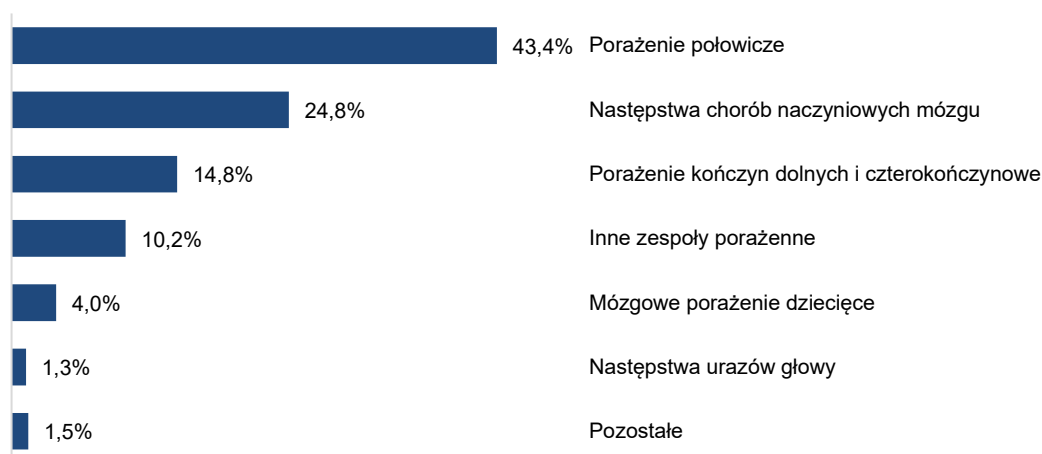 43,4% Porażenie połowicze
24,8% Następstwa chorób naczyniowych mózgu
14,8% Porażenie kończyn dolnych i czterokończynowe
10,2% Inne zespoły porażenne
4,0% Mózgowe porażenie dziecięce
1,3% Następstwa urazów głowy
1,5% Pozostałe